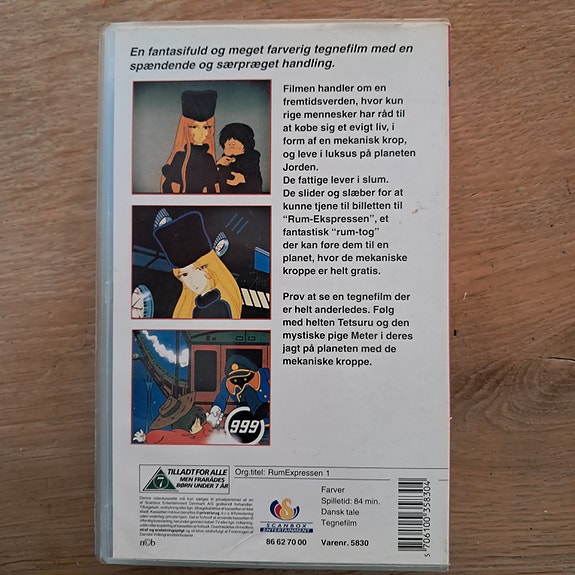 En fantasifuld og meget farverig tegnefilm med en
spændende og særpræget handling.
Filmen handler om en
fremtidsverden, hvor kun
rige mennesker har råd til
at købe sig et evigt liv, i
form af en mekanisk krop,
og leve i luksus på planeten
Jorden.
De fattige lever i slum.
De slider og slæber for at
kunne tjene til billetten til
"Rum-Ekspressen", et
fantastisk "rum-tog"
der kan føre dem til en
planet, hvor de mekaniske
kroppe er helt gratis.
Prøv at se en tegnefilm der
er helt anderledes. Følg
med helten Tetsuru og den
mystiske pige Meter i deres
jagt på planeten med de
mekaniske kroppe.
999
7
TILLADT FOR ALLE
MEN FRARÅDES
BØRN UNDER 7 ÅR
Org.titel: RumExpressen 1
Farver
Spilletid: 84 min.
Dansk tale
Tegnefilm
SCANBOX
ENTERTAINMENT
86 62 70 00
Varenr. 5830
5 706100 358304